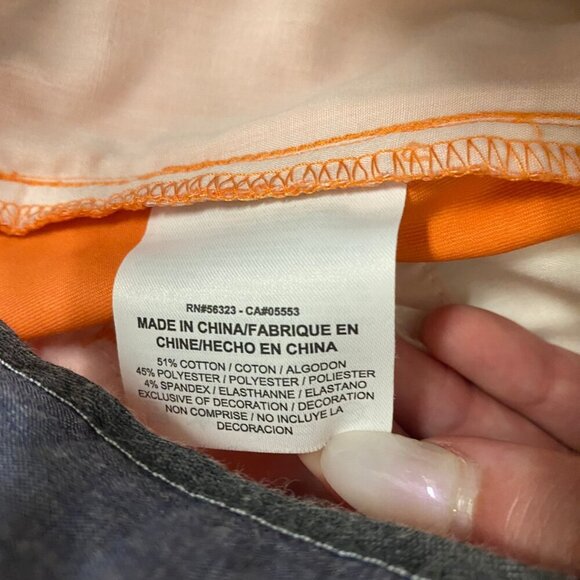 RN#56323 - CA#05553
MADE IN CHINA/FABRIQUE EN
CHINE/HECHO EN CHINA
51% COTTON / COTON / ALGODON
45% POLYESTER / POLYESTER / POLIESTER
4% SPANDEX / ELASTHANNE / ELASTANO
EXCLUSIVE OF DECORATION / DECORATION
NON COMPRISE / NO INCLUYE LA
DECORACION